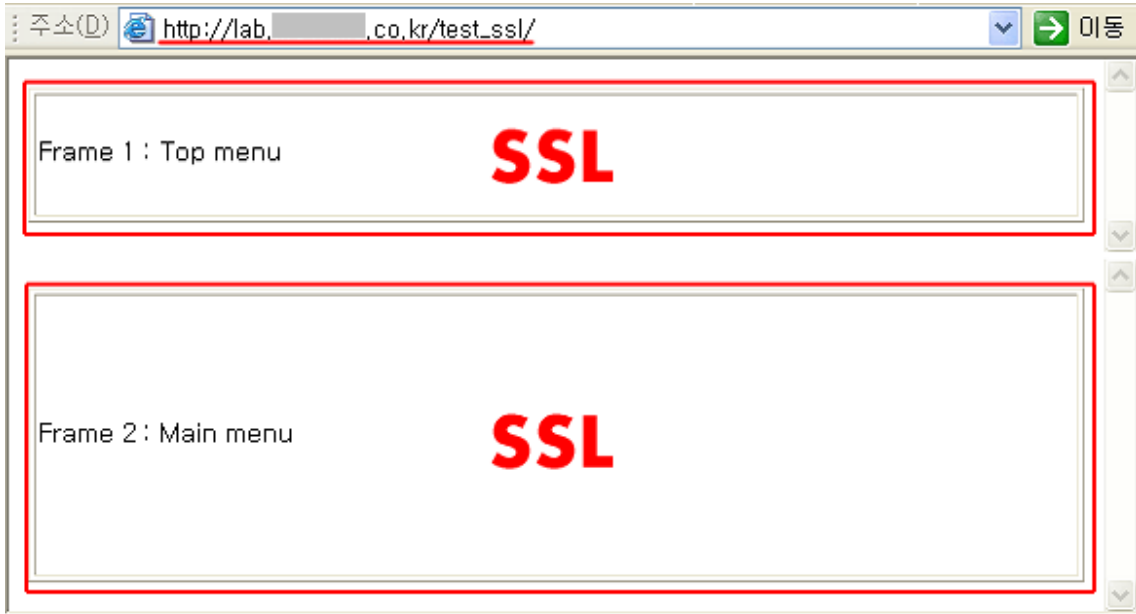 주소(D) http://lab. .co.kr/test_ssl/ 이동
Frame 1 : Top menu
SSL
Frame 2 : Main menu
SSL